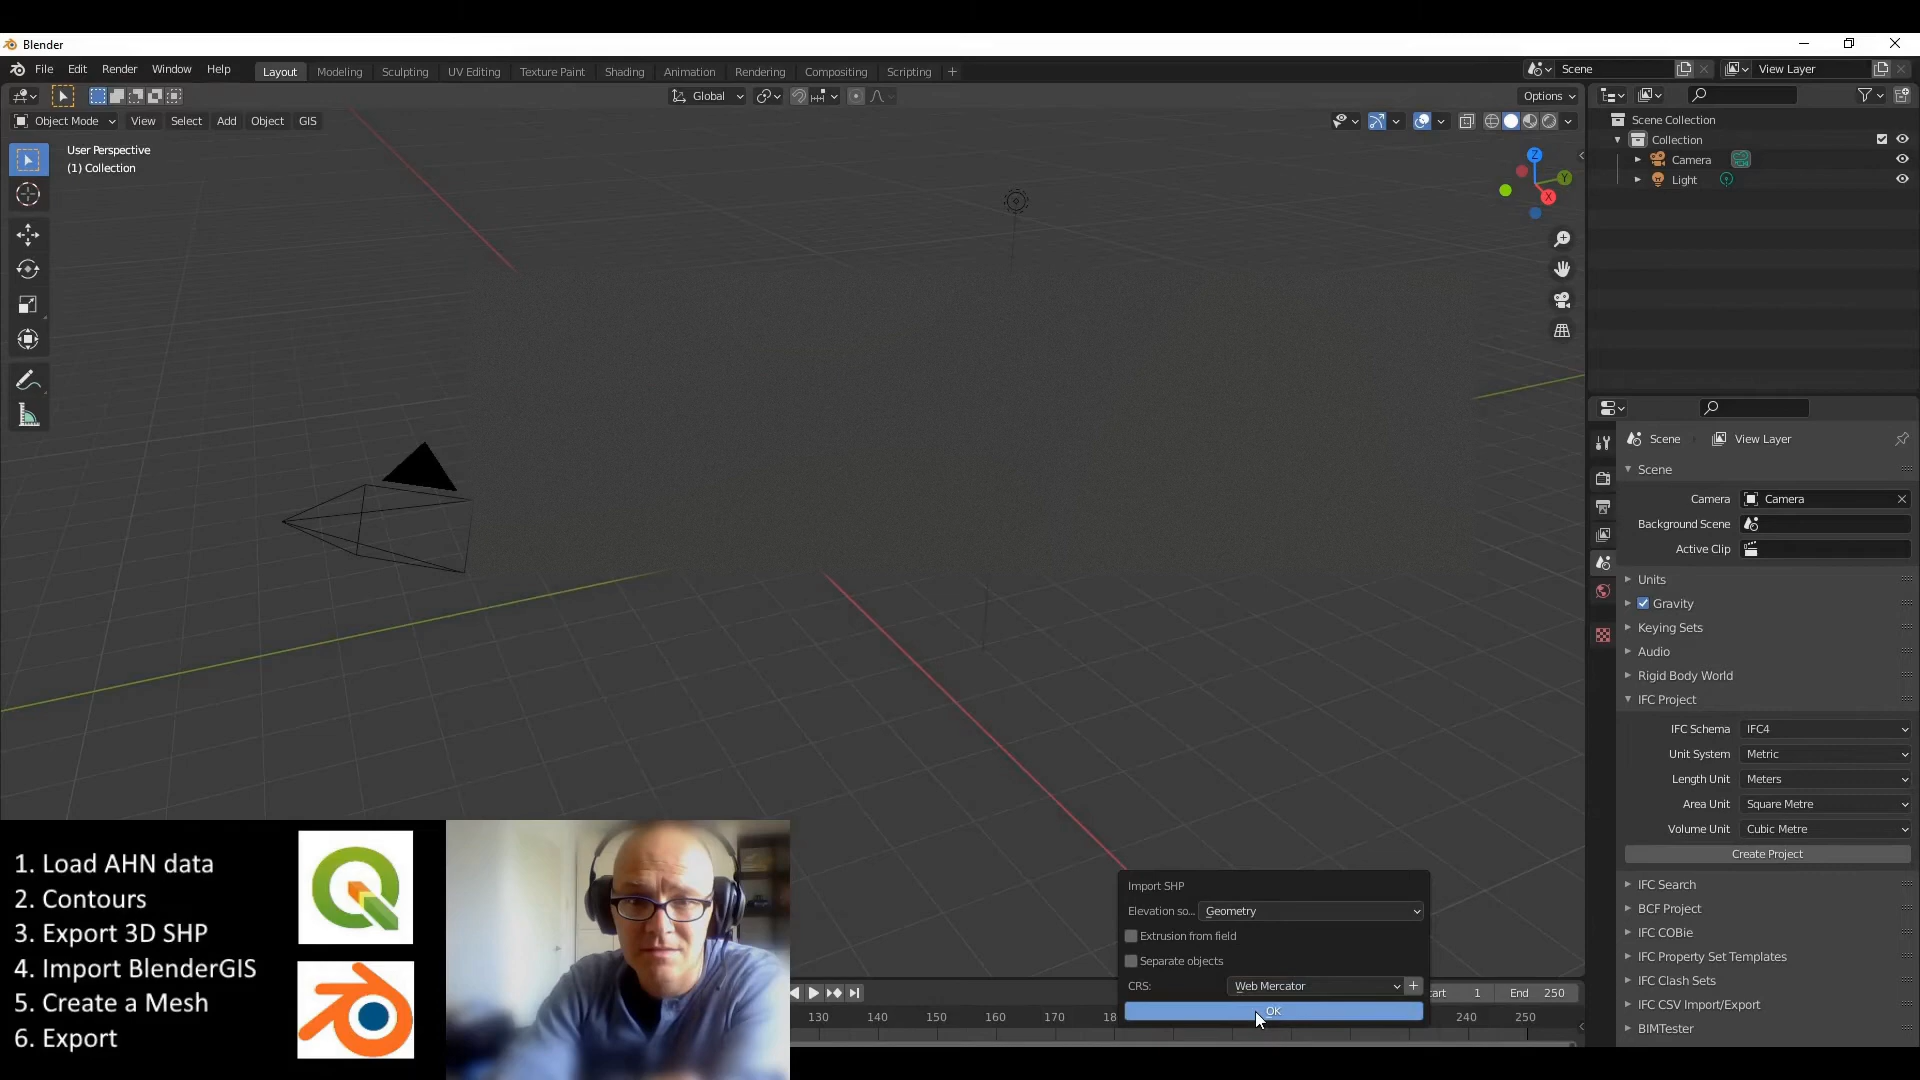 Blender
File Edit Render Window Help
Layout Modeling Sculpting UV Editing Texture Paint Shading Animation Rendering Compositing Scripting +
Scene
View Layer
Global
Options
Object Mode View Select Add Object GIS
User Perspective
(1) Collection
Z
Y
X
Scene Collection
Collection
Camera
Light
Scene View Layer
Scene
Camera Camera
Background Scene
Active Clip
Units
Gravity
Keying Sets
Audio
Rigid Body World
IFC Project
IFC Schema IFC4
Unit System Metric
Length Unit Meters
Area Unit Square Metre
Volume Unit Cubic Metre
Create Project
IFC Search
BCF Project
IFC COBie
IFC Property Set Templates
IFC Clash Sets
IFC CSV Import/Export
BIMTester
Import SHP
Elevation so... Geometry
Extrusion from field
Separate objects
CRS: Web Mercator +
OK
tart 1 End 250
130 140 150 160 170 18 240 250
1. Load AHN data
2. Contours
3. Export 3D SHP
4. Import BlenderGIS
5. Create a Mesh
6. Export